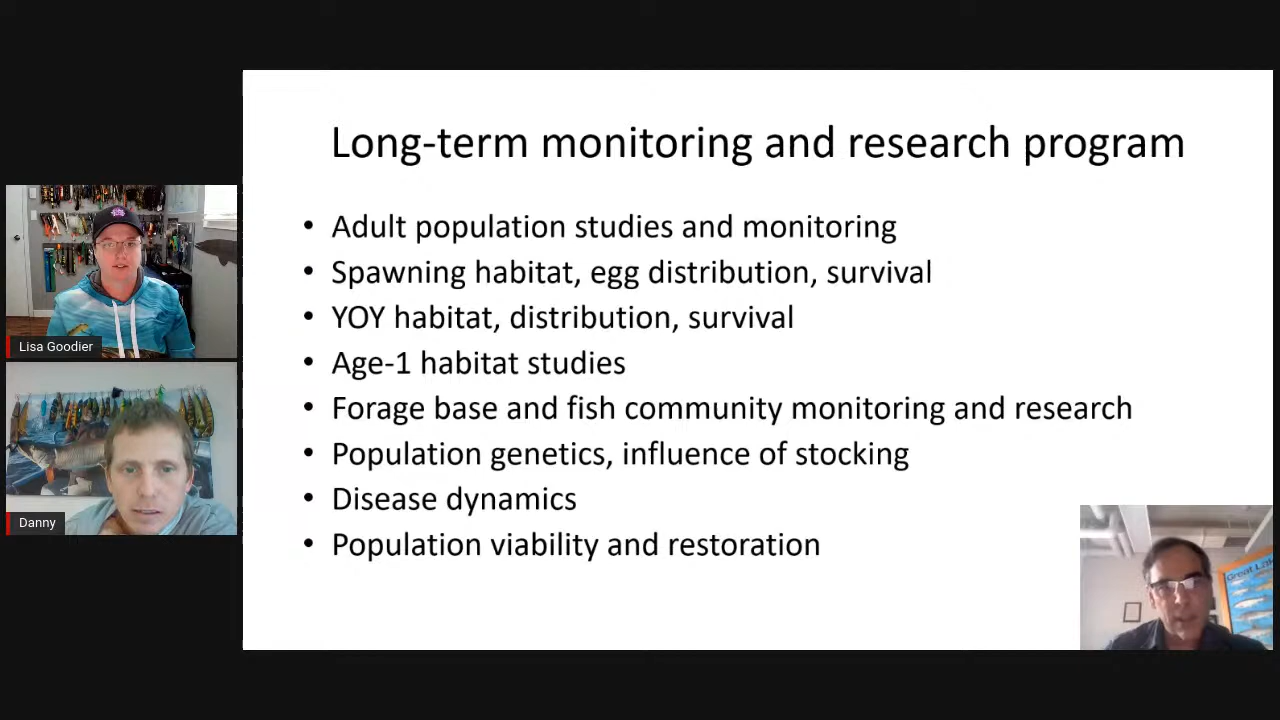 Long-term monitoring and research program
• Adult population studies and monitoring
• Spawning habitat, egg distribution, survival
• YOY habitat, distribution, survival
• Age-1 habitat studies
• Forage base and fish community monitoring and research
• Population genetics, influence of stocking
• Disease dynamics
• Population viability and restoration
Lisa Goodier
Danny
Great